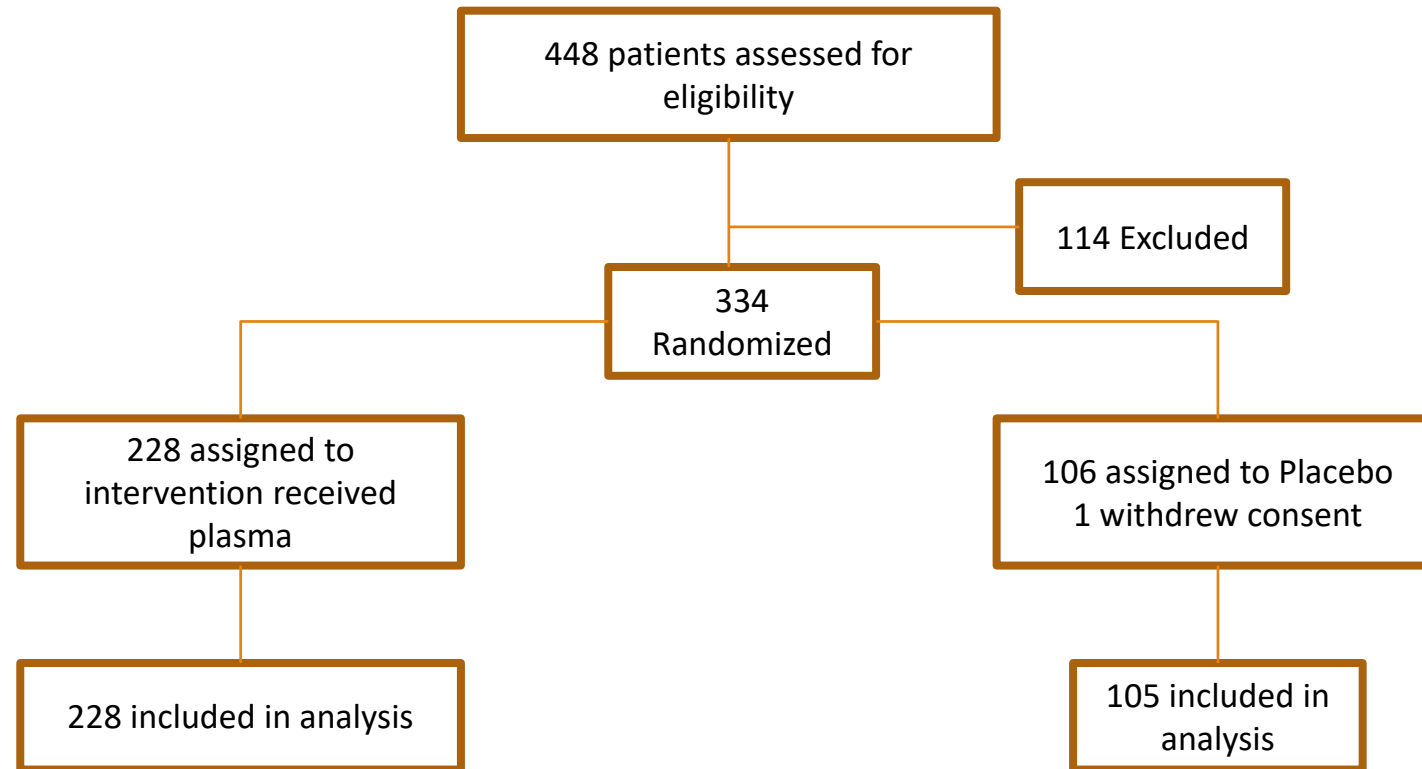 448 patients assessed for
eligibility
114 Excluded
334
Randomized
228 assigned to
intervention received
plasma
106 assigned to Placebo
1 withdrew consent
228 included in analysis
105 included in
analysis